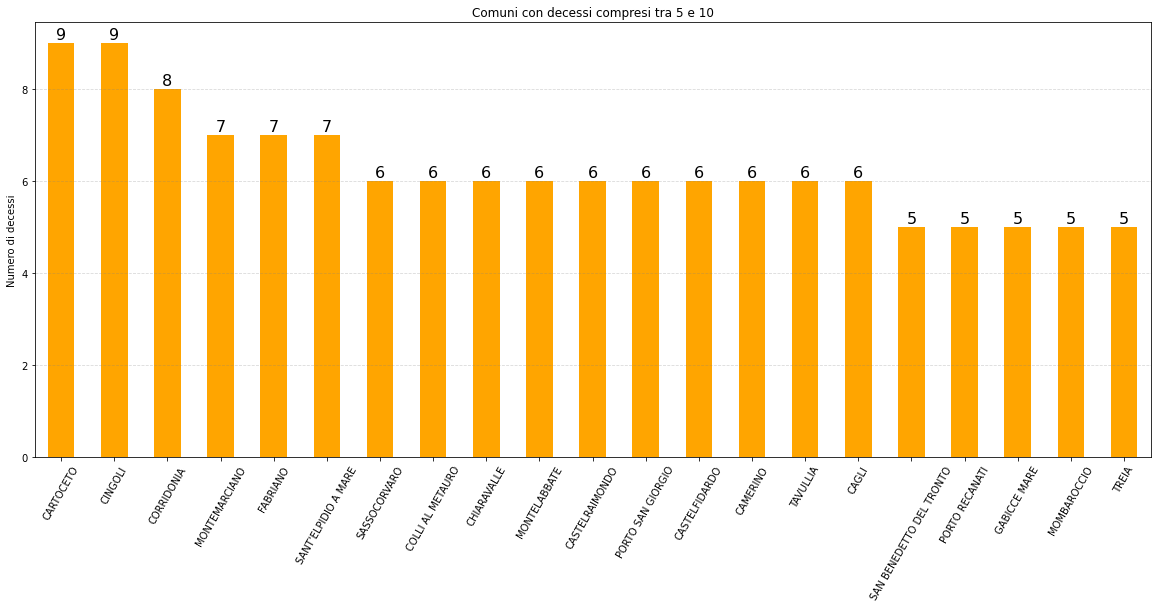 Comuni con decessi compresi tra 5 e 10
Numero di decessi
8
6
4
2
0
9
9
8
7
7
7
6
6
6
6
6
6
6
6
6
6
5
5
5
5
5
CARTOCETO
CINGOLI
CORRIDONIA
MONTEMARCIANO
FABRIANO
SANT'ELPIDIO A MARE
SASSOCORVARO
COLLI AL METAURO
CHIARAVALLE
MONTELABBATE
CASTELRAIMONDO
PORTO SAN GIORGIO
CASTELFIDARDO
CAMERINO
TAVULLIA
CAGLI
SAN BENEDETTO DEL TRONTO
PORTO RECANATI
GABICCE MARE
MOMBAROCCIO
TREIA